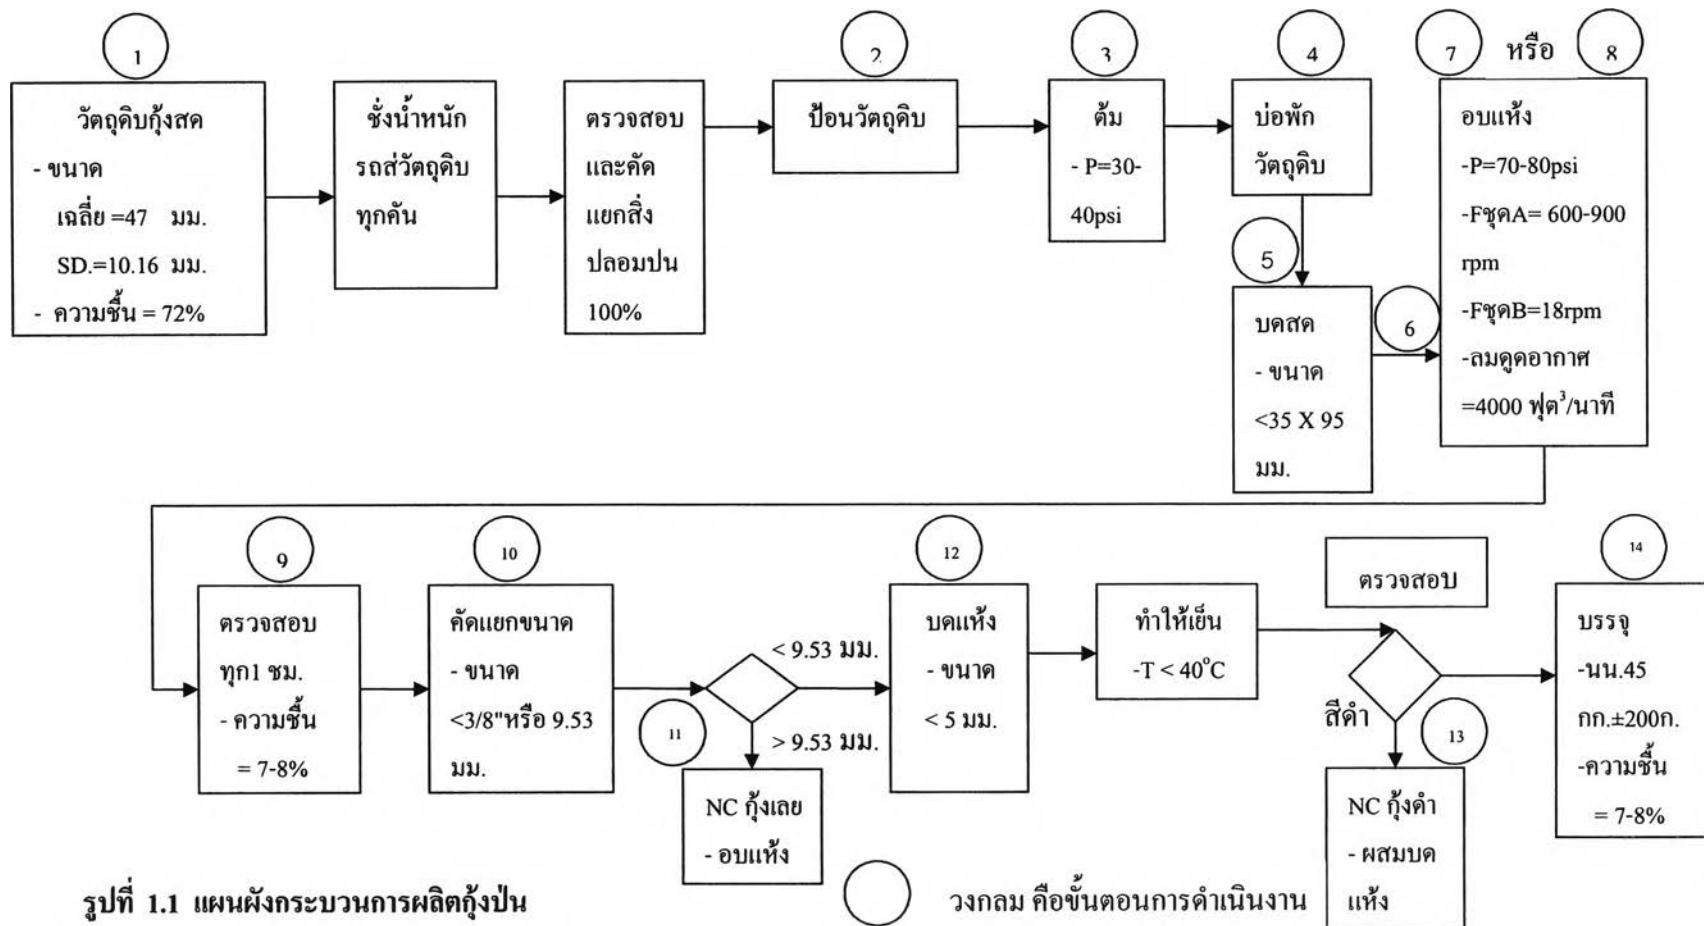 1
วัตถุดิบกุ้งสด
- ขนาด
เฉลี่ย =47 มม.
SD.=10.16 มม.
- ความชื้น = 72%
ชั่งน้ำหนัก
รถส่วัตถุดิบ
ทุกคัน
ตรวจสอบ
และคัด
แยกสิ่ง
ปลอมปน
100%
2
ป้อนวัตถุดิบ
3
ต้ม
- P=30-
40psi
4
บ่อพัก
วัตถุดิบ
5
บดสด
- ขนาด
<35 X 95
มม.
6
7 หรือ 8
อบแห้ง
-P=70-80psi
-FชุดA= 600-900
rpm
-FชุดB=18rpm
-ลมดูดอากาศ
=4000 ฟุต³/นาที
9
ตรวจสอบ
ทุก1 ชม.
- ความชื้น
= 7-8%
10
คัดแยกขนาด
- ขนาด
<3/8"หรือ 9.53
มม.
11
< 9.53 มม.
> 9.53 มม.
NC กุ้งเลย
- อบแห้ง
12
บดแห้ง
- ขนาด
< 5 มม.
ทำให้เย็น
-T < 40°C
ตรวจสอบ
สีดำ
13
NC กุ้งดำ
- ผสมบด
แห้ง
14
บรรจุ
-นน.45
กก.±200ก.
-ความชื้น
= 7-8%
รูปที่ 1.1 แผนผังกระบวนการผลิตกุ้งป่น
วงกลม คือขั้นตอนการดำเนินงาน